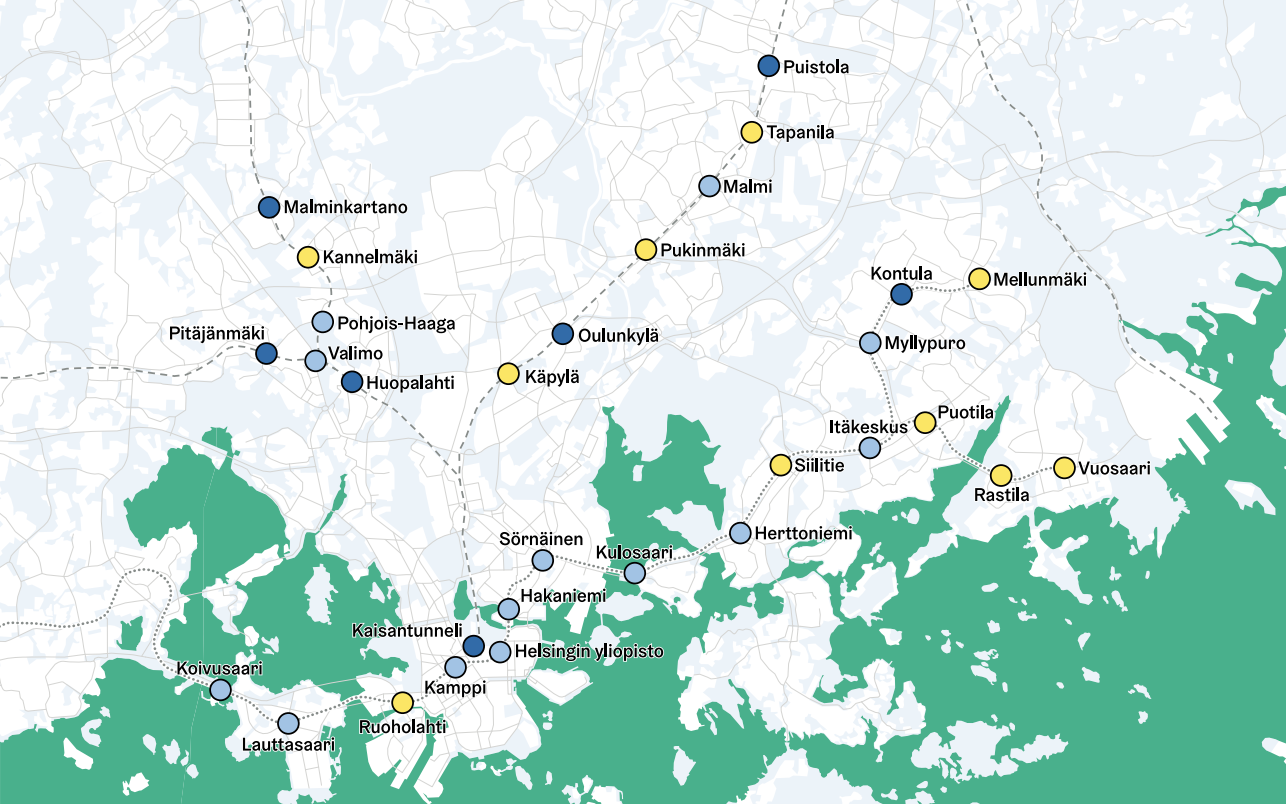 Puistola
Tapanila
Malmi
Malminkartano
Pukinmäki
Kannelmäki
Kontula
Mellunmäki
Pohjois-Haaga
Pitäjänmäki
Oulunkylä
Myllypuro
Valimo
Huopalahti
Käpylä
Puotila
Itäkeskus
Siilitie
Vuosaari
Rastila
Herttoniemi
Sörnäinen
Kulosaari
Hakaniemi
Kaisantunneli
Helsingin yliopisto
Koivusaari
Kamppi
Ruoholahti
Lauttasaari